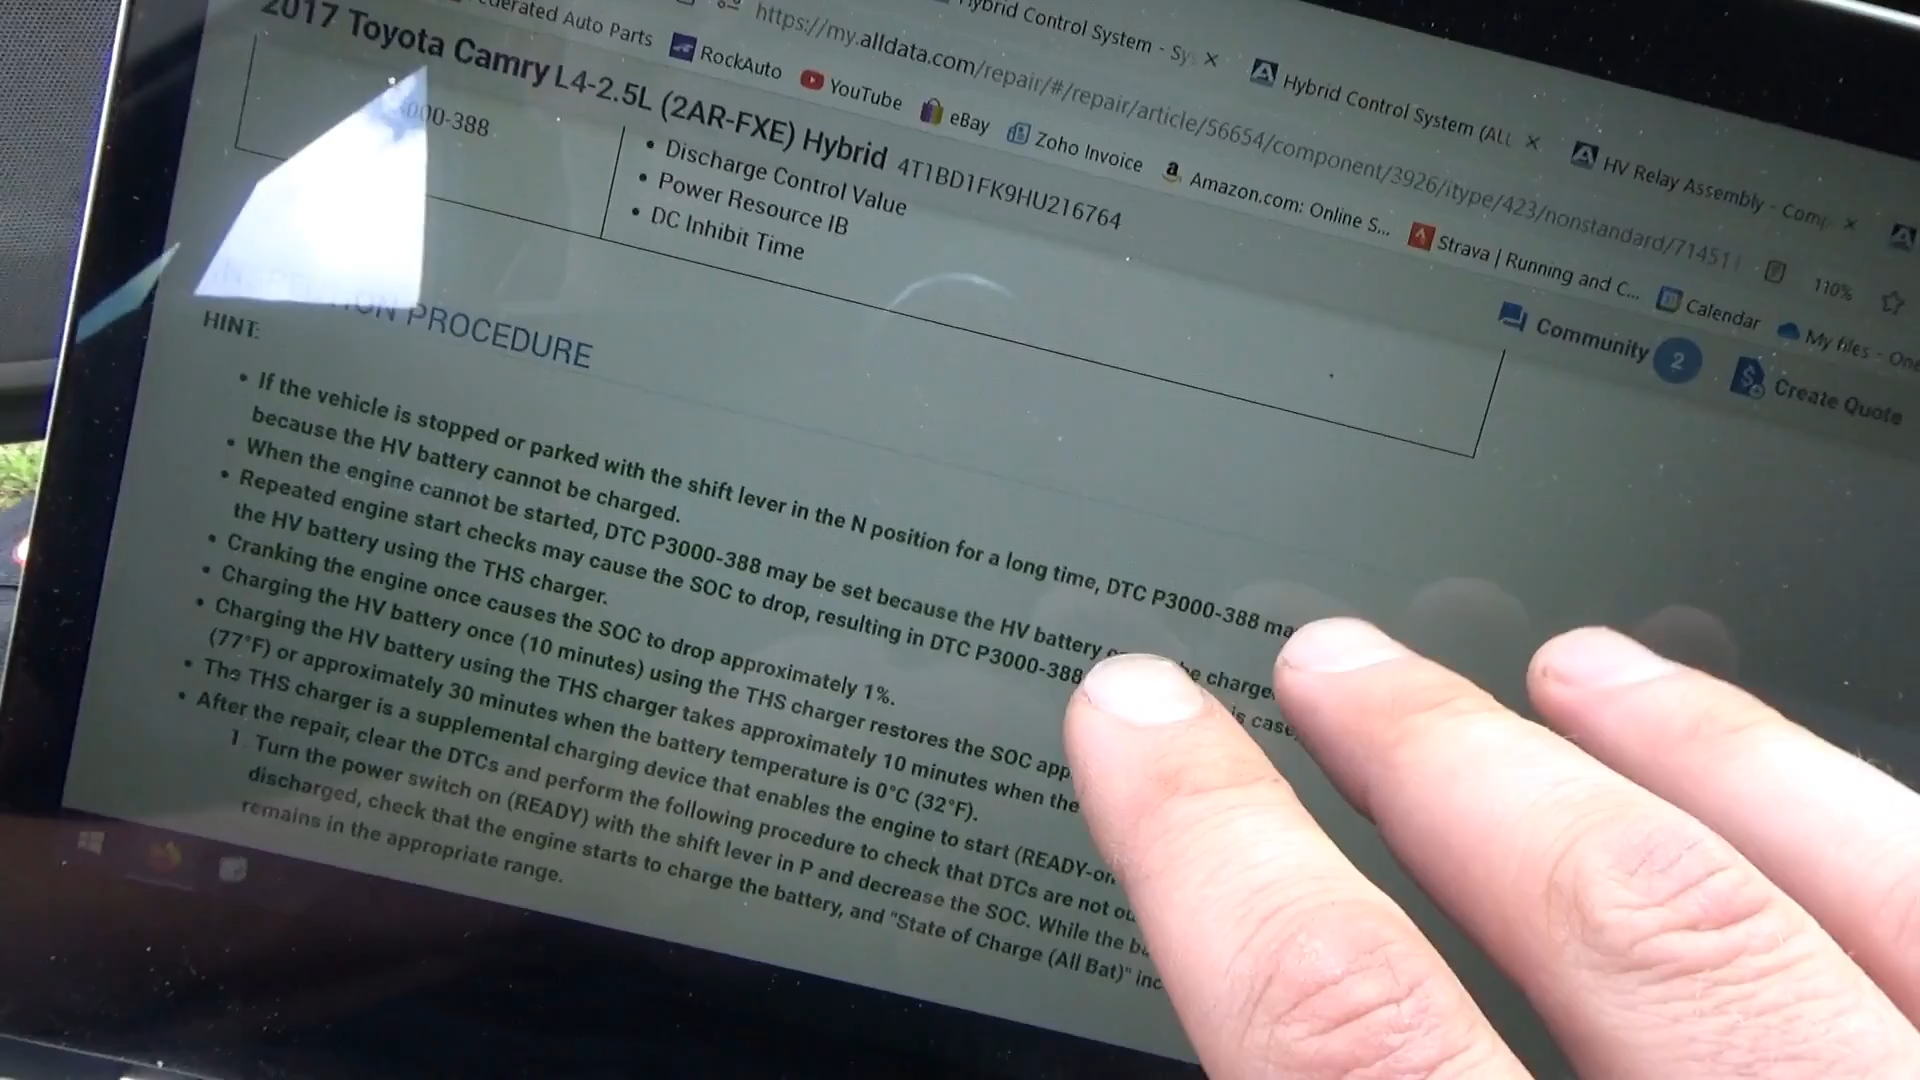 Hybrid Control System - Sys
Hybrid Control System (ALL
HV Relay Assembly - Comp
https://my.alldata.com/repair/#/repair/article/56654/component/3926/itype/423/nonstandard/71451
110%
Federated Auto Parts
RockAuto
YouTube
eBay
Zoho Invoice
Amazon.com: Online S...
Strava | Running and C...
Calendar
My files - One
2017 Toyota Camry L4-2.5L (2AR-FXE) Hybrid 4T1BD1FK9HU216764
Community 2
Create Quote
000-388
• Discharge Control Value
• Power Resource IB
• DC Inhibit Time
PROCEDURE
HINT:
• If the vehicle is stopped or parked with the shift lever in the N position for a long time, DTC P3000-388 ma
because the HV battery cannot be charged.
• When the engine cannot be started, DTC P3000-388 may be set because the HV battery be charge
• Repeated engine start checks may cause the SOC to drop, resulting in DTC P3000-388 is case,
the HV battery using the THS charger.
• Cranking the engine once causes the SOC to drop approximately 1%.
• Charging the HV battery once (10 minutes) using the THS charger restores the SOC app
• Charging the HV battery using the THS charger takes approximately 10 minutes when the
(77°F) or approximately 30 minutes when the battery temperature is 0°C (32°F).
• The THS charger is a supplemental charging device that enables the engine to start (READY-on
• After the repair, clear the DTCs and perform the following procedure to check that DTCs are not ou
1. Turn the power switch on (READY) with the shift lever in P and decrease the SOC. While the ba
discharged, check that the engine starts to charge the battery, and "State of Charge (All Bat)" inc
remains in the appropriate range.